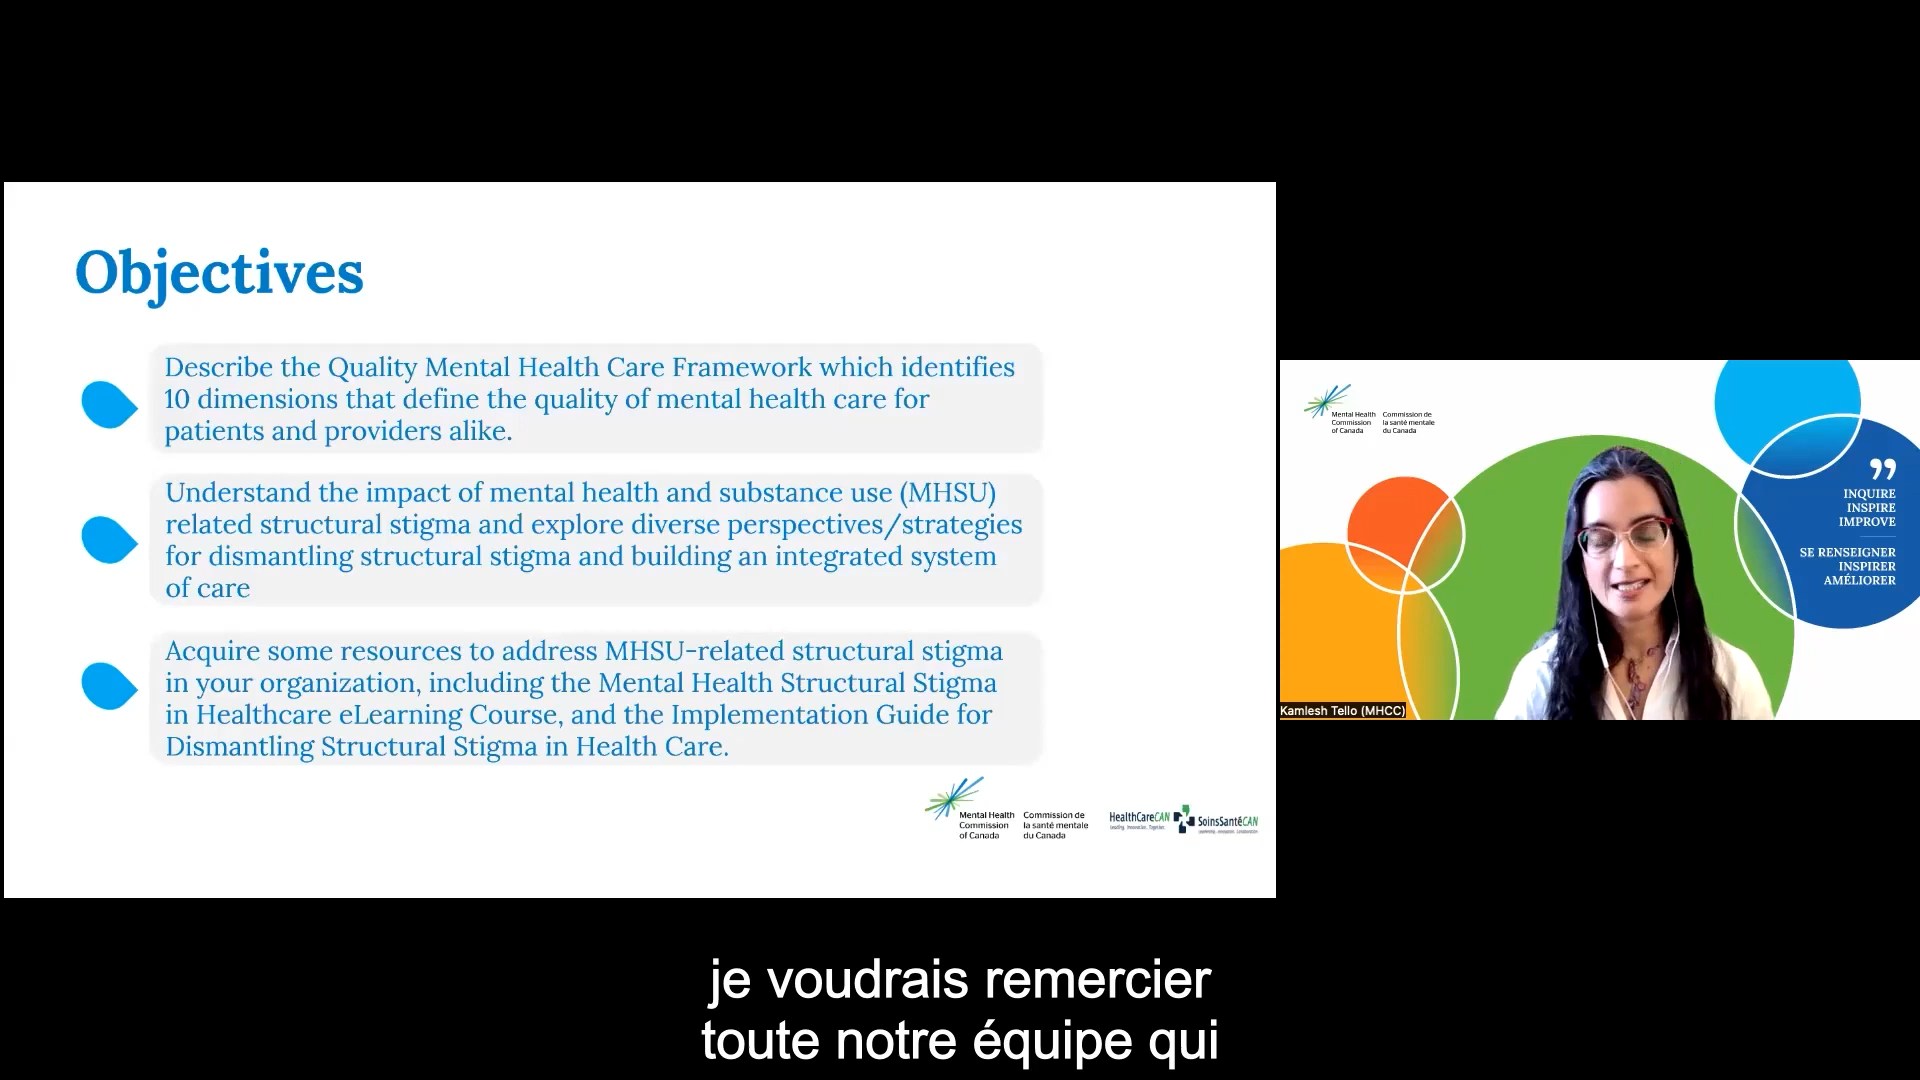 Objectives
Describe the Quality Mental Health Care Framework which identifies
10 dimensions that define the quality of mental health care for
patients and providers alike.
Understand the impact of mental health and substance use (MHSU)
related structural stigma and explore diverse perspectives/strategies
for dismantling structural stigma and building an integrated system
of care
Acquire some resources to address MHSU-related structural stigma
in your organization, including the Mental Health Structural Stigma
in Healthcare eLearning Course, and the Implementation Guide for
Dismantling Structural Stigma in Health Care.
Mental Health
Commission
of Canada
Commission de
la santé mentale
du Canada
HealthCareCAN
SoinsSantéCAN
Mental Health
Commission
of Canada
Commission de
la santé mentale
du Canada
INQUIRE
INSPIRE
IMPROVE
SE RENSEIGNER
INSPIRER
AMÉLIORER
Kamlesh Tello (MHCC)
je voudrais remercier
toute notre équipe qui